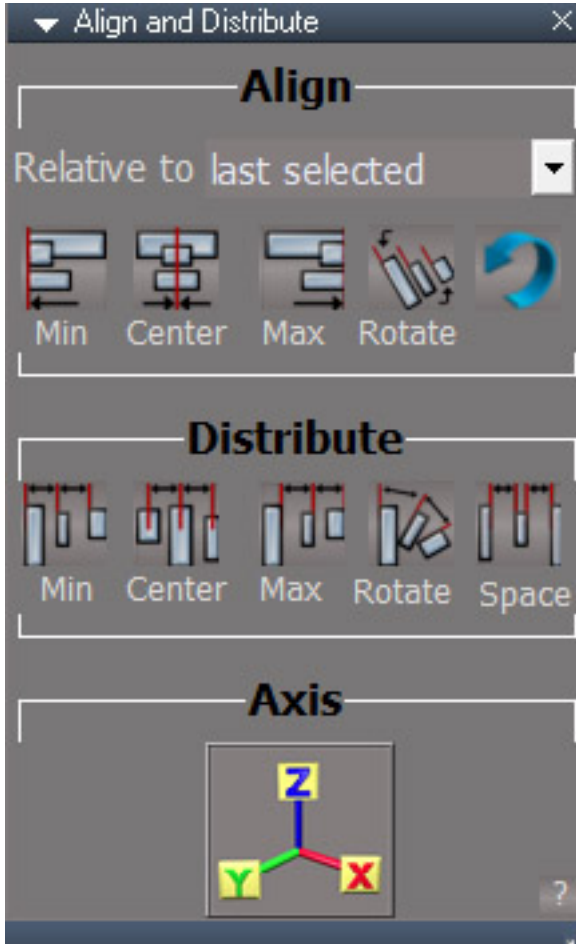 Align and Distribute
Align
Relative to last selected
Min Center Max Rotate
Distribute
Min Center Max Rotate Space
Axis
Z
Y X
?